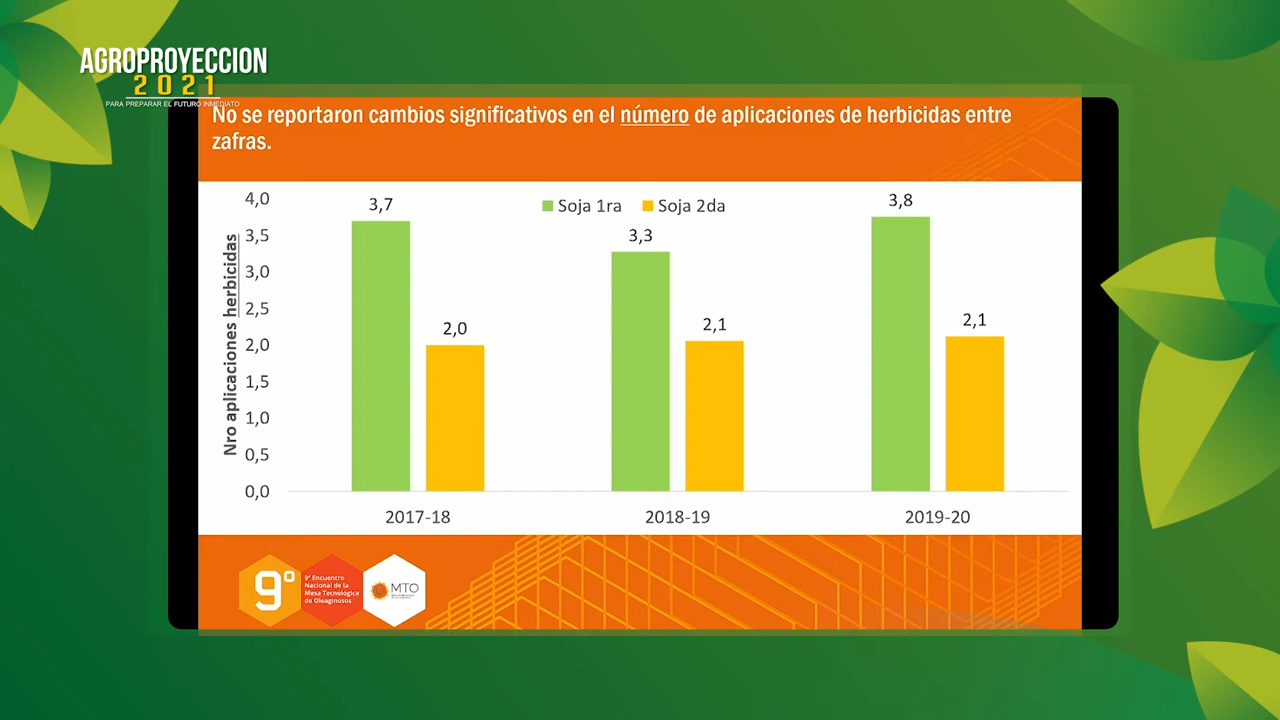 AGROPROYECCION
2021
PARA PREPARAR EL FUTURO INMEDIATO
No se reportaron cambios significativos en el número de aplicaciones de herbicidas entre
zafras.
Nro aplicaciones herbicidas
4,0
3,5
3,0
2,5
2,0
1,5
1,0
0,5
0,0
Soja 1ra
Soja 2da
3,7
2,0
3,3
2,1
3,8
2,1
2017-18
2018-19
2019-20
9º
9º Encuentro
Nacional de la
Mesa Tecnológica
de Oleaginosos
MTO